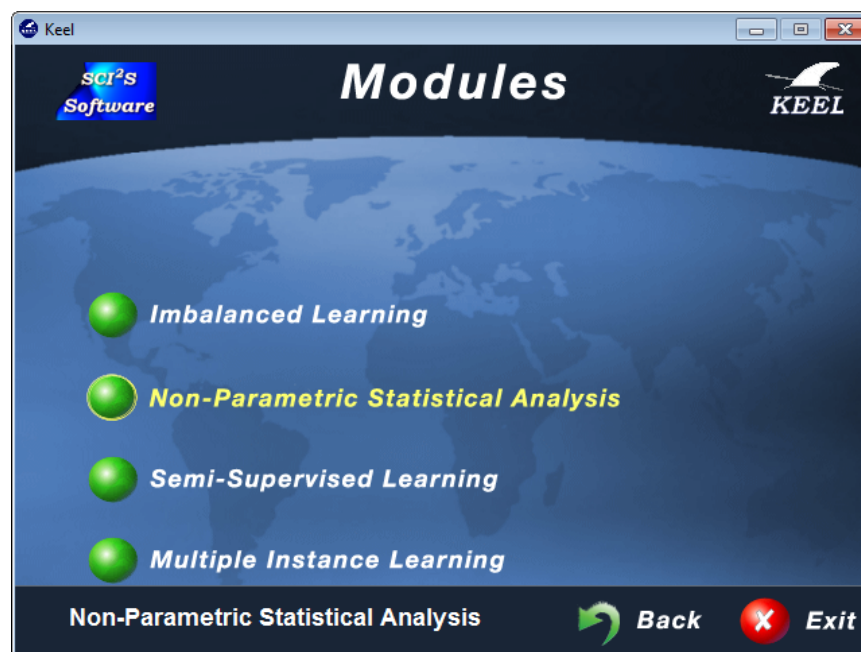 Keel
SCI²S
Software
Modules
KEEL
Imbalanced Learning
Non-Parametric Statistical Analysis
Semi-Supervised Learning
Multiple Instance Learning
Non-Parametric Statistical Analysis
Back
Exit